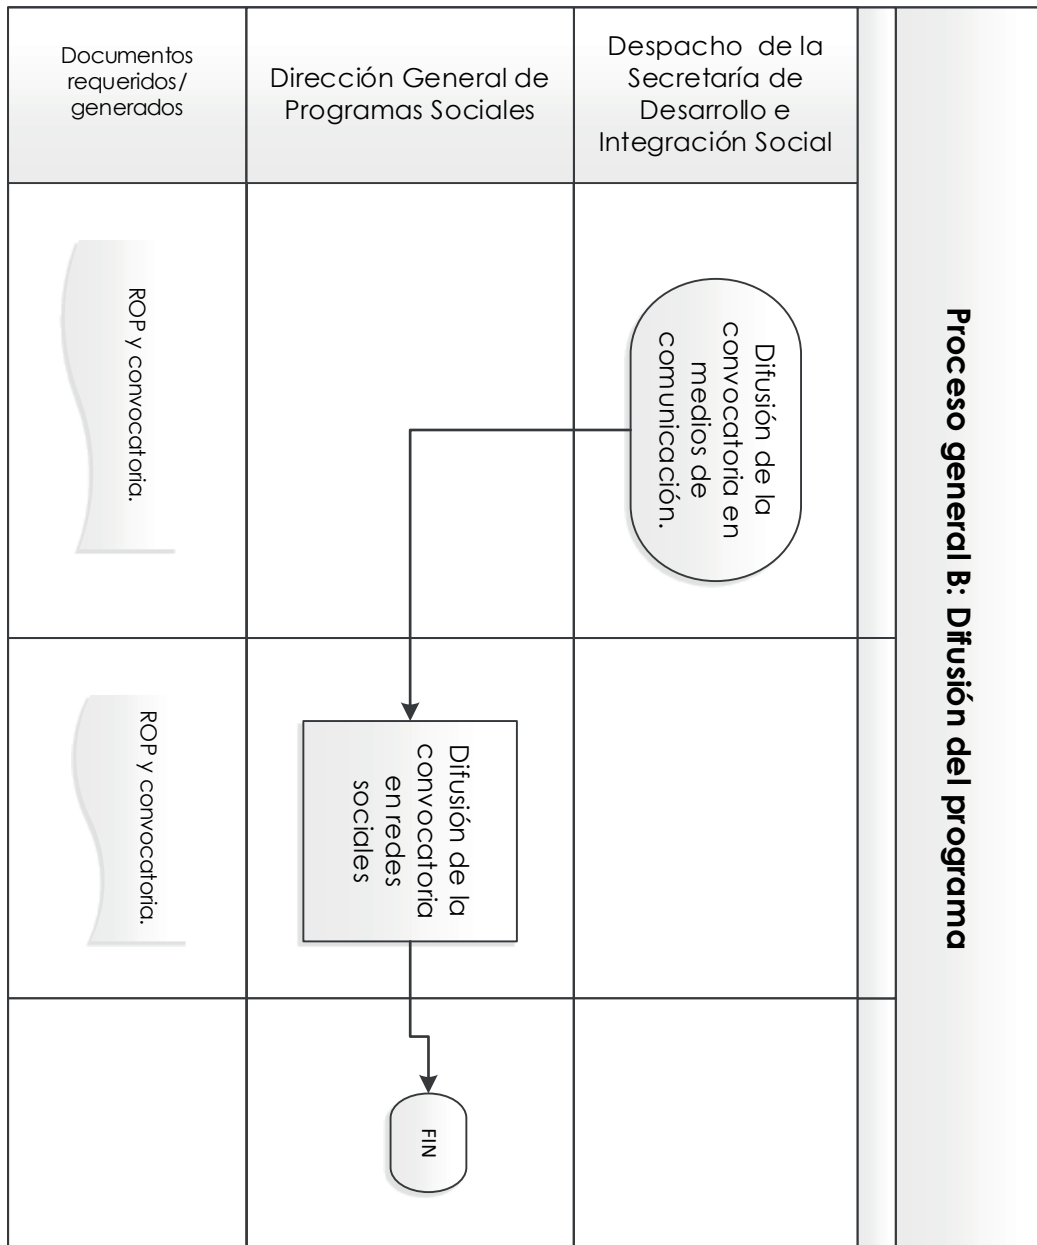 Proceso general B: Difusión del programa
Despacho de la
Secretaría de
Desarrollo e
Integración Social
Difusión de la
convocatoria en
medios de
comunicación.
Dirección General de
Programas Sociales
Difusión de la
convocatoria
en redes
sociales
FIN
Documentos
requeridos/
generados
ROP y convocatoria.
ROP y convocatoria.